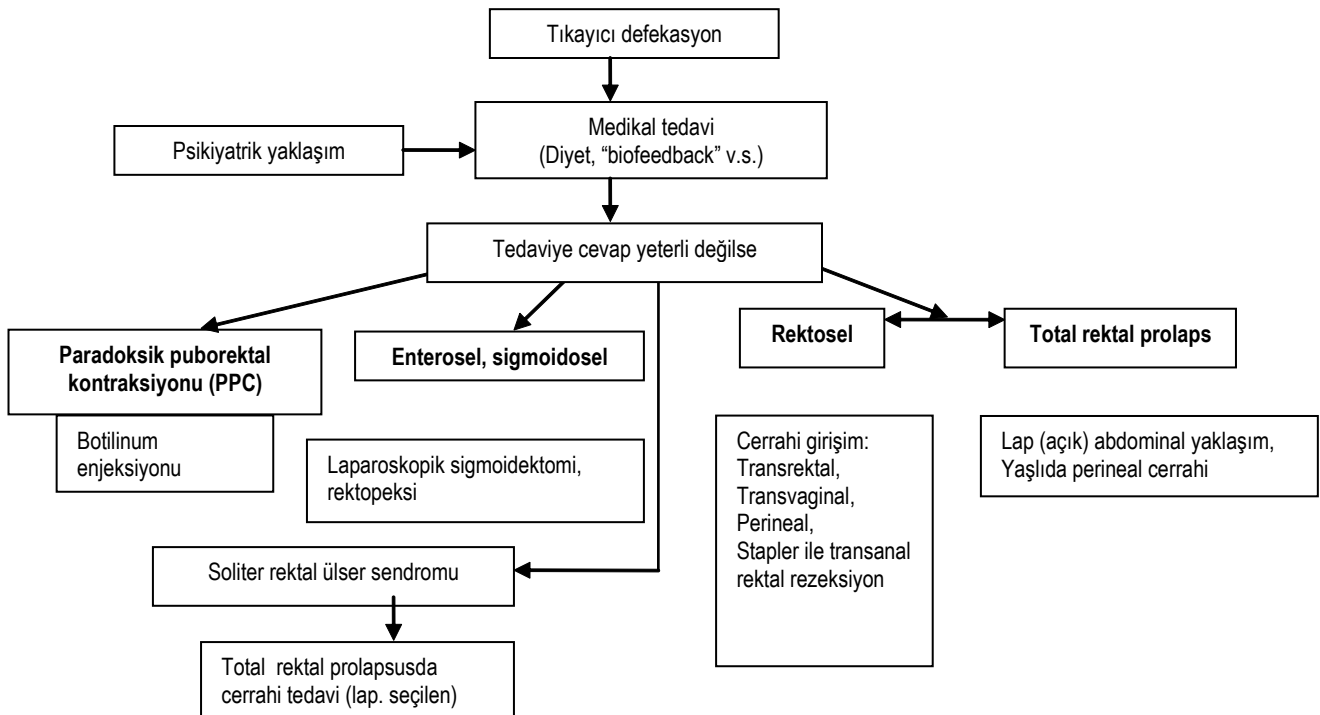 Tıkayıcı defekasyon
Psikiyatrik yaklaşım
Medikal tedavi
(Diyet, “biofeedback” v.s.)
Tedaviye cevap yeterli değilse
Paradoksik puborektal
kontraksiyonu (PPC)
Enterosel, sigmoidosel
Rektosel
Total rektal prolaps
Botilinum
enjeksiyonu
Laparoskopik sigmoidektomi,
rektopeksi
Cerrahi girişim:
Transrektal,
Transvaginal,
Perineal,
Stapler ile transanal
rektal rezeksiyon
Lap (açık) abdominal yaklaşım,
Yaşlıda perineal cerrahi
Soliter rektal ülser sendromu
Total  rektal prolapsusda
cerrahi tedavi (lap. seçilen)